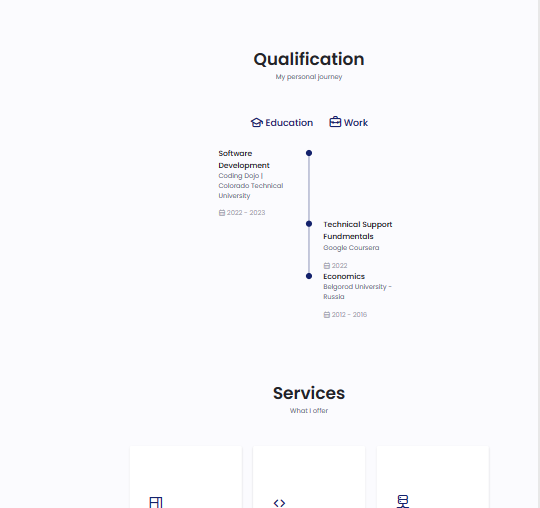 Qualification
My personal journey
Education Work
Software
Development
Coding Dojo |
Colorado Technical
University
2022 - 2023
Technical Support
Fundmentals
Google Coursera
2022
Economics
Belgorod University -
Russia
2012 - 2016
Services
What I offer